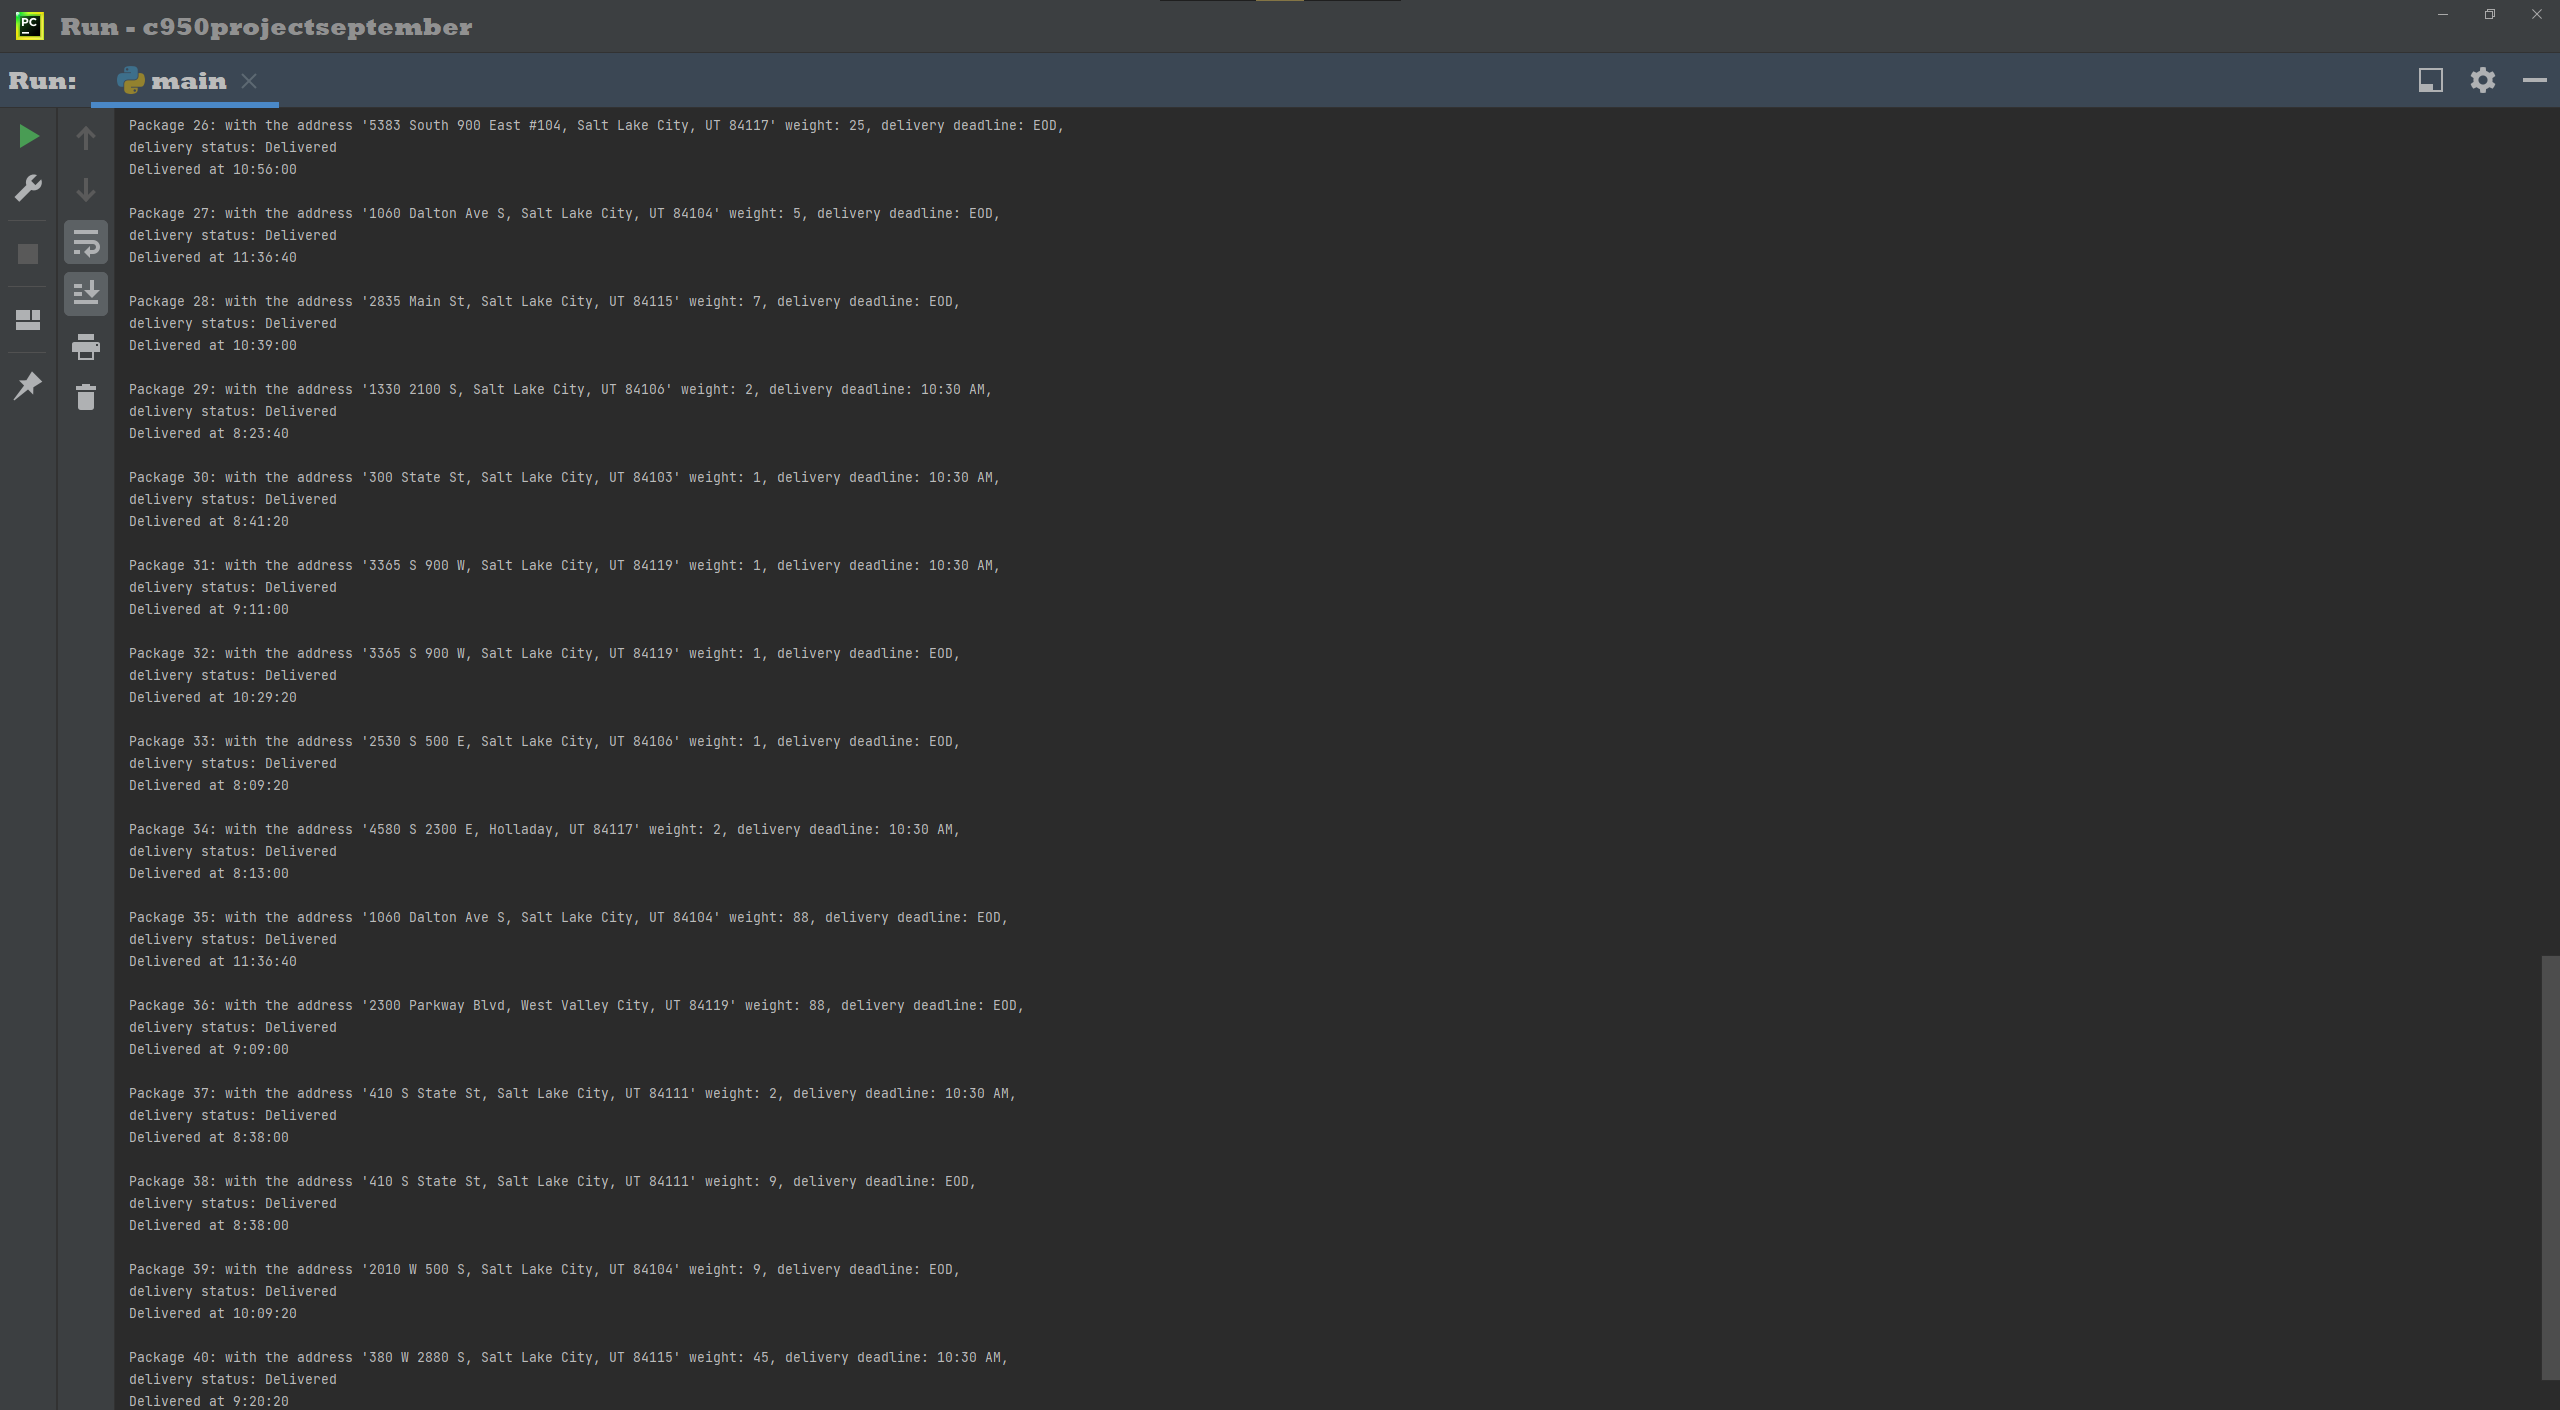 PC
Run - c950projectseptember
Run:
main
Package 26: with the address '5383 South 900 East #104, Salt Lake City, UT 84117' weight: 25, delivery deadline: EOD,
delivery status: Delivered
Delivered at 10:56:00
Package 27: with the address '1060 Dalton Ave S, Salt Lake City, UT 84104' weight: 5, delivery deadline: EOD,
delivery status: Delivered
Delivered at 11:36:40
Package 28: with the address '2835 Main St, Salt Lake City, UT 84115' weight: 7, delivery deadline: EOD,
delivery status: Delivered
Delivered at 10:39:00
Package 29: with the address '1330 2100 S, Salt Lake City, UT 84106' weight: 2, delivery deadline: 10:30 AM,
delivery status: Delivered
Delivered at 8:23:40
Package 30: with the address '300 State St, Salt Lake City, UT 84103' weight: 1, delivery deadline: 10:30 AM,
delivery status: Delivered
Delivered at 8:41:20
Package 31: with the address '3365 S 900 W, Salt Lake City, UT 84119' weight: 1, delivery deadline: 10:30 AM,
delivery status: Delivered
Delivered at 9:11:00
Package 32: with the address '3365 S 900 W, Salt Lake City, UT 84119' weight: 1, delivery deadline: EOD,
delivery status: Delivered
Delivered at 10:29:20
Package 33: with the address '2530 S 500 E, Salt Lake City, UT 84106' weight: 1, delivery deadline: EOD,
delivery status: Delivered
Delivered at 8:09:20
Package 34: with the address '4580 S 2300 E, Holladay, UT 84117' weight: 2, delivery deadline: 10:30 AM,
delivery status: Delivered
Delivered at 8:13:00
Package 35: with the address '1060 Dalton Ave S, Salt Lake City, UT 84104' weight: 88, delivery deadline: EOD,
delivery status: Delivered
Delivered at 11:36:40
Package 36: with the address '2300 Parkway Blvd, West Valley City, UT 84119' weight: 88, delivery deadline: EOD,
delivery status: Delivered
Delivered at 9:09:00
Package 37: with the address '410 S State St, Salt Lake City, UT 84111' weight: 2, delivery deadline: 10:30 AM,
delivery status: Delivered
Delivered at 8:38:00
Package 38: with the address '410 S State St, Salt Lake City, UT 84111' weight: 9, delivery deadline: EOD,
delivery status: Delivered
Delivered at 8:38:00
Package 39: with the address '2010 W 500 S, Salt Lake City, UT 84104' weight: 9, delivery deadline: EOD,
delivery status: Delivered
Delivered at 10:09:20
Package 40: with the address '380 W 2880 S, Salt Lake City, UT 84115' weight: 45, delivery deadline: 10:30 AM,
delivery status: Delivered
Delivered at 9:20:20